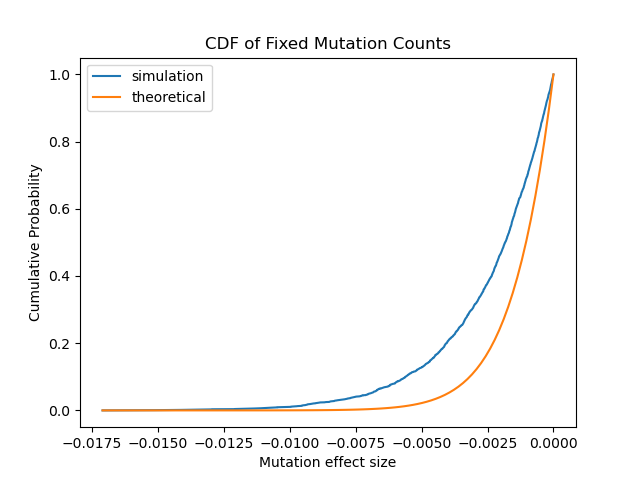 CDF of Fixed Mutation Counts
simulation
theoretical
Cumulative Probability
1.0
0.8
0.6
0.4
0.2
0.0
−0.0175 −0.0150 −0.0125 −0.0100 −0.0075 −0.0050 −0.0025 0.0000
Mutation effect size